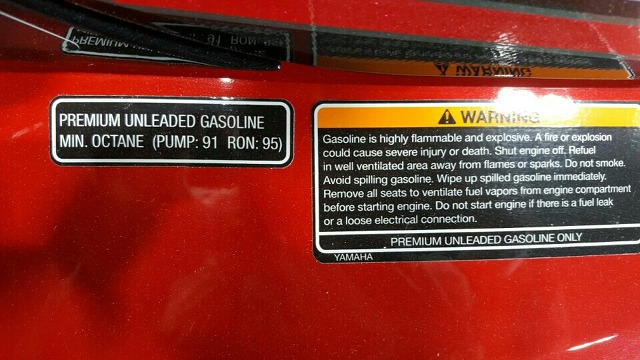 PREMIUM UNLEADED GASOLINE
MIN. OCTANE (PUMP: 91 RON: 95)
WARNING
Gasoline is highly flammable and explosive. A fire or explosion
could cause severe injury or death. Shut engine off. Refuel
in well ventilated area away from flames or sparks. Do not smoke.
Avoid spilling gasoline. Wipe up spilled gasoline immediately.
Remove all seats to ventilate fuel vapors from engine compartment
before starting engine. Do not start engine if there is a fuel leak
or a loose electrical connection.
PREMIUM UNLEADED GASOLINE ONLY
YAMAHA